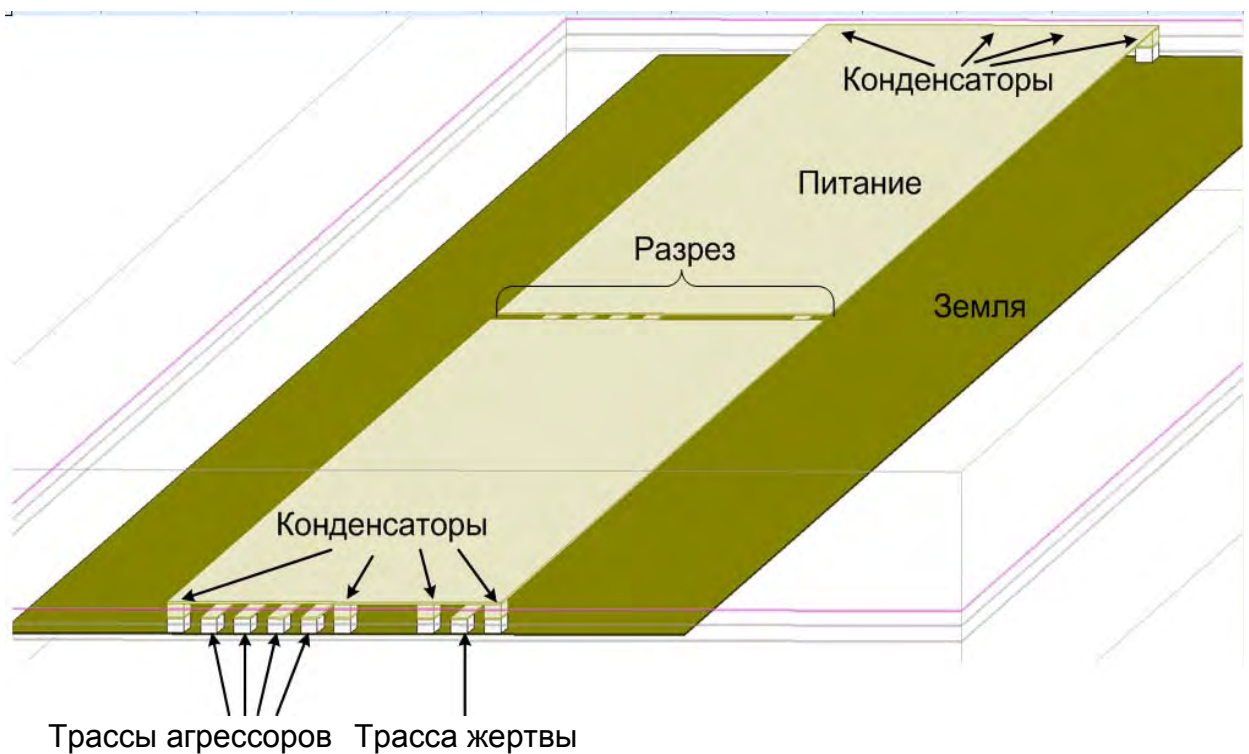 Конденсаторы
Питание
Разрез
Земля
Конденсаторы
Трассы агрессоров
Трасса жертвы